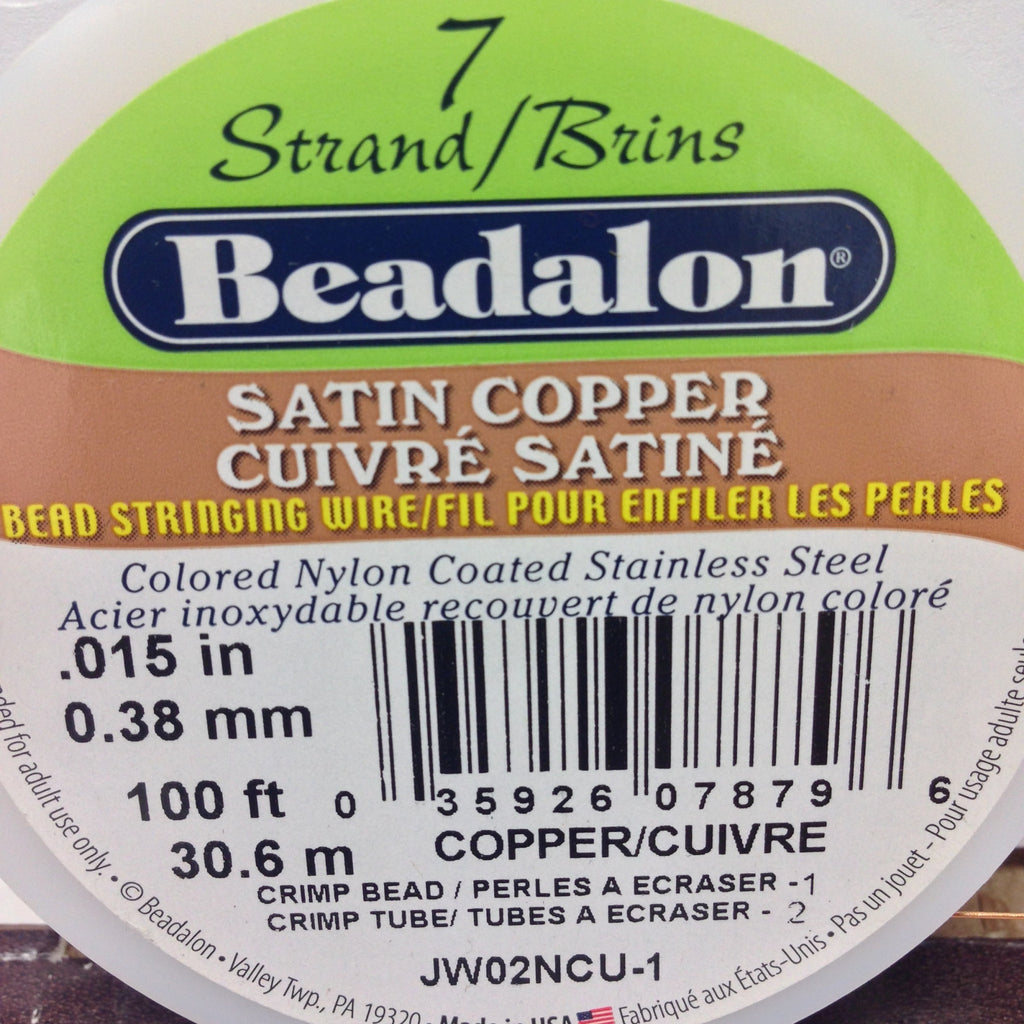 7
Strand/Brins
Beadalon®
SATIN COPPER
CUIVRÉ SATINÉ
BEAD STRINGING WIRE/FIL POUR ENFILER LES PERLES
Colored Nylon Coated Stainless Steel
Acier inoxydable recouvert de nylon coloré
.015 in
0.38 mm
100 ft
30.6 m
0 35926 07879 6
COPPER/CUIVRE
CRIMP BEAD / PERLES A ECRASER -1
CRIMP TUBE/ TUBES A ECRASER - 2
JW02NCU-1
for adult use only. • © Beadalon • Valley Twp., PA 19320 • Made in USA Fabriqué aux États-Unis • Pas un jouet - Pour usage adulte